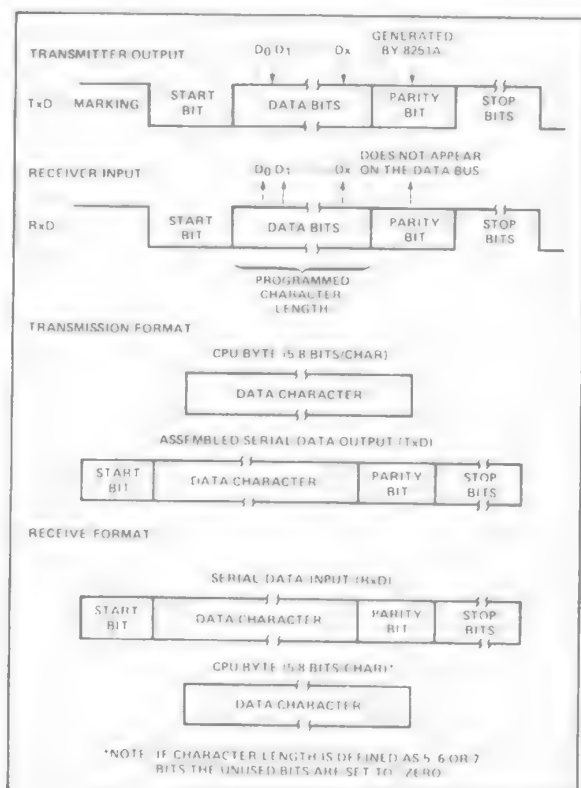 TRANSMITTER OUTPUT
D0 D1 Dx
GENERATED
BY 8251A
TxD MARKING
START
BIT
DATA BITS
PARITY
BIT
STOP
BITS
RECEIVER INPUT
D0 D1 Dx
DOES NOT APPEAR
ON THE DATA BUS
RxD
START
BIT
DATA BITS
PARITY
BIT
STOP
BITS
PROGRAMMED
CHARACTER
LENGTH
TRANSMISSION FORMAT
CPU BYTE (5 8 BITS/CHAR)
DATA CHARACTER
ASSEMBLED SERIAL DATA OUTPUT (TxD)
START
BIT
DATA CHARACTER
PARITY
BIT
STOP
BITS
RECEIVE FORMAT
SERIAL DATA INPUT (RxD)
START
BIT
DATA CHARACTER
PARITY
BIT
STOP
BITS
CPU BYTE (5 8 BITS CHAR)*
DATA CHARACTER
*NOTE IF CHARACTER LENGTH IS DEFINED AS 5 6 OR 7
BITS THE UNUSED BITS ARE SET TO ZERO